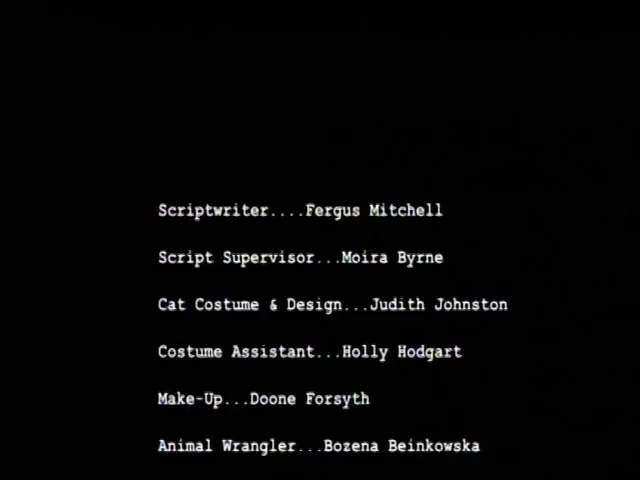 Scriptwriter....Fergus Mitchell
Script Supervisor...Moira Byrne
Cat Costume & Design...Judith Johnston
Costume Assistant...Holly Hodgart
Make-Up...Doone Forsyth
Animal Wrangler...Bozena Beinkowska